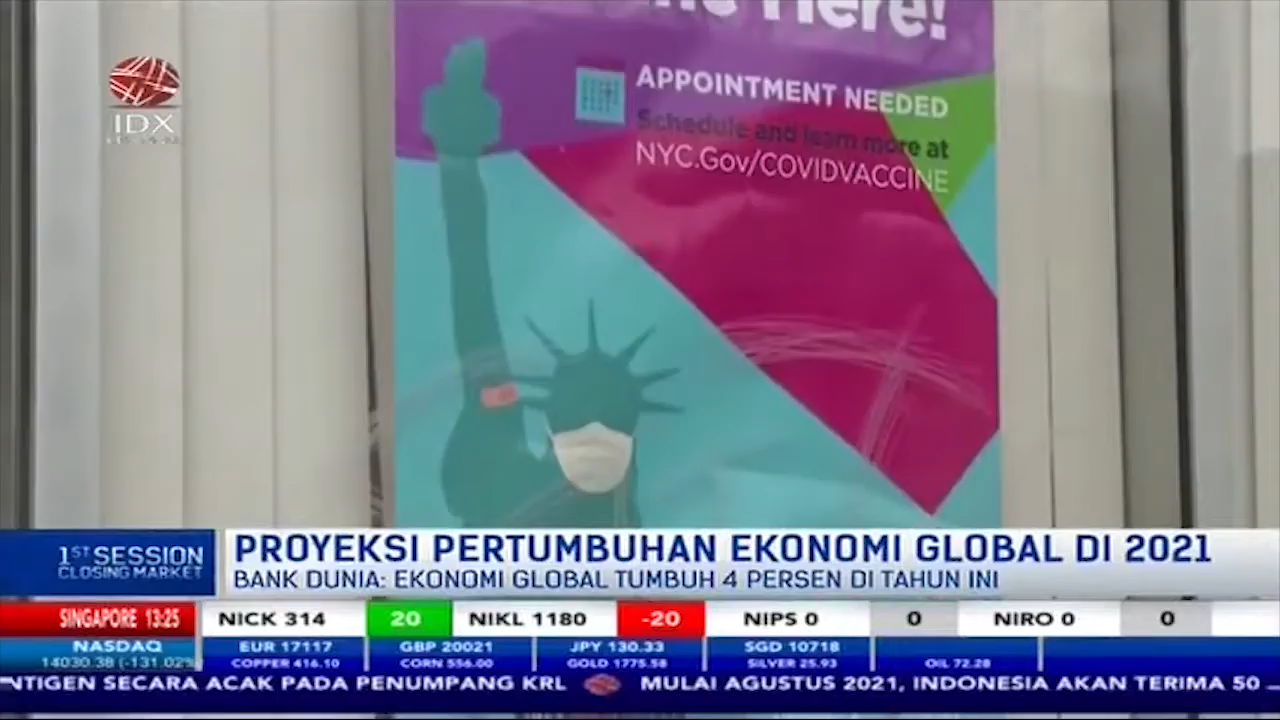 ne Here!
APPOINTMENT NEEDED
Schedule and learn more at
NYC.Gov/COVIDVACCINE
IDX
1ST SESSION
CLOSING MARKET
PROYEKSI PERTUMBUHAN EKONOMI GLOBAL DI 2021
BANK DUNIA: EKONOMI GLOBAL TUMBUH 4 PERSEN DI TAHUN INI
SINGAPORE 13:25 NICK 314 20 NIKL 1180 -20 NIPS 0 0 NIRO 0 0
NASDAQ EUR 17117 GBP 20021 JPY 130.33 SGD 10718
14030.38 (-131.02%) COPPER 416.10 CORN 556.00 GOLD 1775.58 SILVER 25.93 OIL 72.28
NTIGEN SECARA ACAK PADA PENUMPANG KRL MULAI AGUSTUS 2021, INDONESIA AKAN TERIMA 50